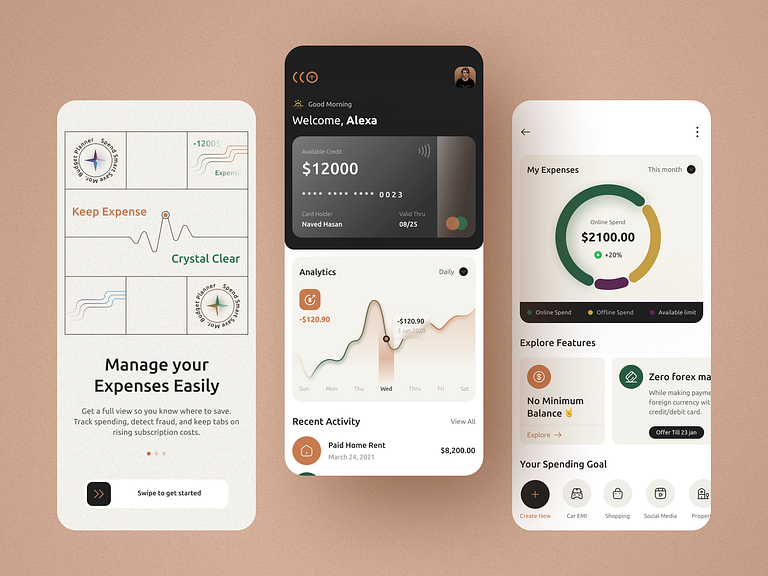 Budget Planner Spend Smart Save Mor.
-1200$
Expense
Keep Expense
Crystal Clear
Budget Planner Spend Smart Save Mor.
Manage your
Expenses Easily
Get a full view so you know where to save.
Track spending, detect fraud, and keep tabs on
rising subscription costs.
Swipe to get started
Good Morning
Welcome, Alexa
Available Credit
$12000
**** **** **** 0023
Card Holder
Valid Thru
Naved Hasan
08/25
Analytics
Daily
-$120.90
-$120.90
3 Jan 2020
Sun Mon Tue Wed Thru Fri Sat
Recent Activity
View All
Paid Home Rent
March 24, 2021
$8,200.00
My Expenses
This month
Online Spend
$2100.00
+20%
Online Spend
Offline Spend
Available limit
Explore Features
No Minimum
Balance 🤘
Explore →
Zero forex ma
While making payme
foreign currency wit
credit/debit card.
Offer Till 23 jan
Your Spending Goal
Create New
Car EMI
Shopping
Social Media
Proper